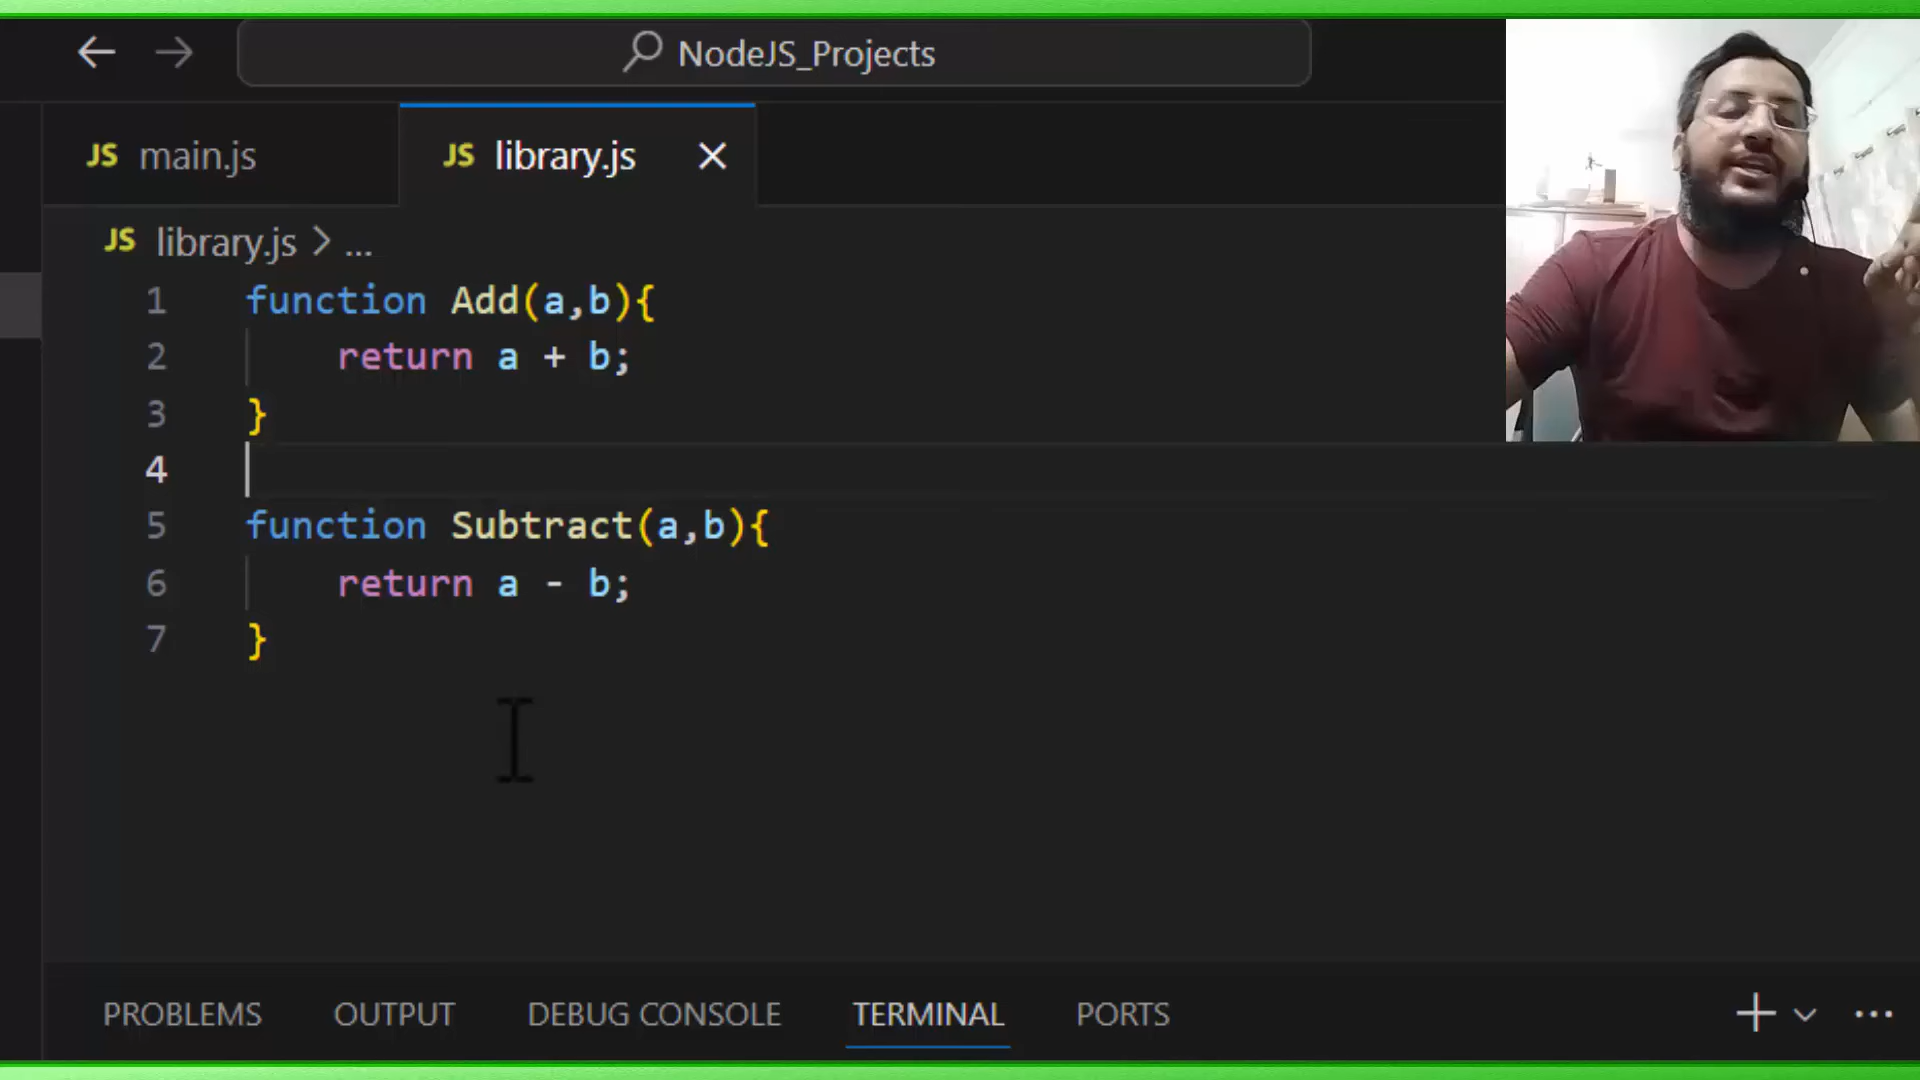 NodeJS_Projects
JS main.js
JS library.js
JS library.js > ...
1 function Add(a,b){
2 return a + b;
3 }
4
5 function Subtract(a,b){
6 return a - b;
7 }
PROBLEMS OUTPUT DEBUG CONSOLE TERMINAL PORTS